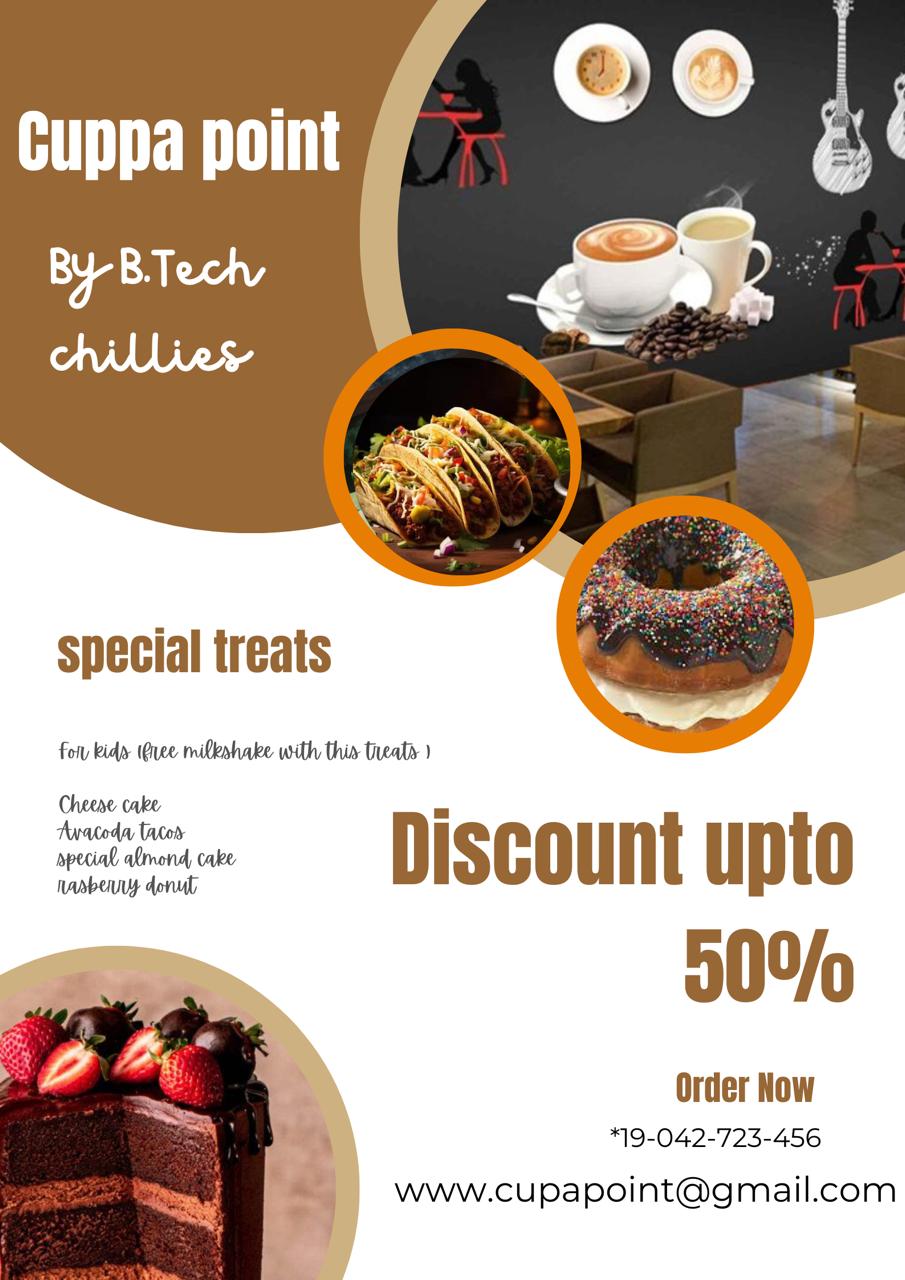 Cuppa point
By B.Tech
chillies
special treats
For kids (free milkshake with this treats )
Cheese cake
Avacoda tacos
special almond cake
rasberry donut
Discount upto
50%
Order Now
*19-042-723-456
www.cupapoint@gmail.com